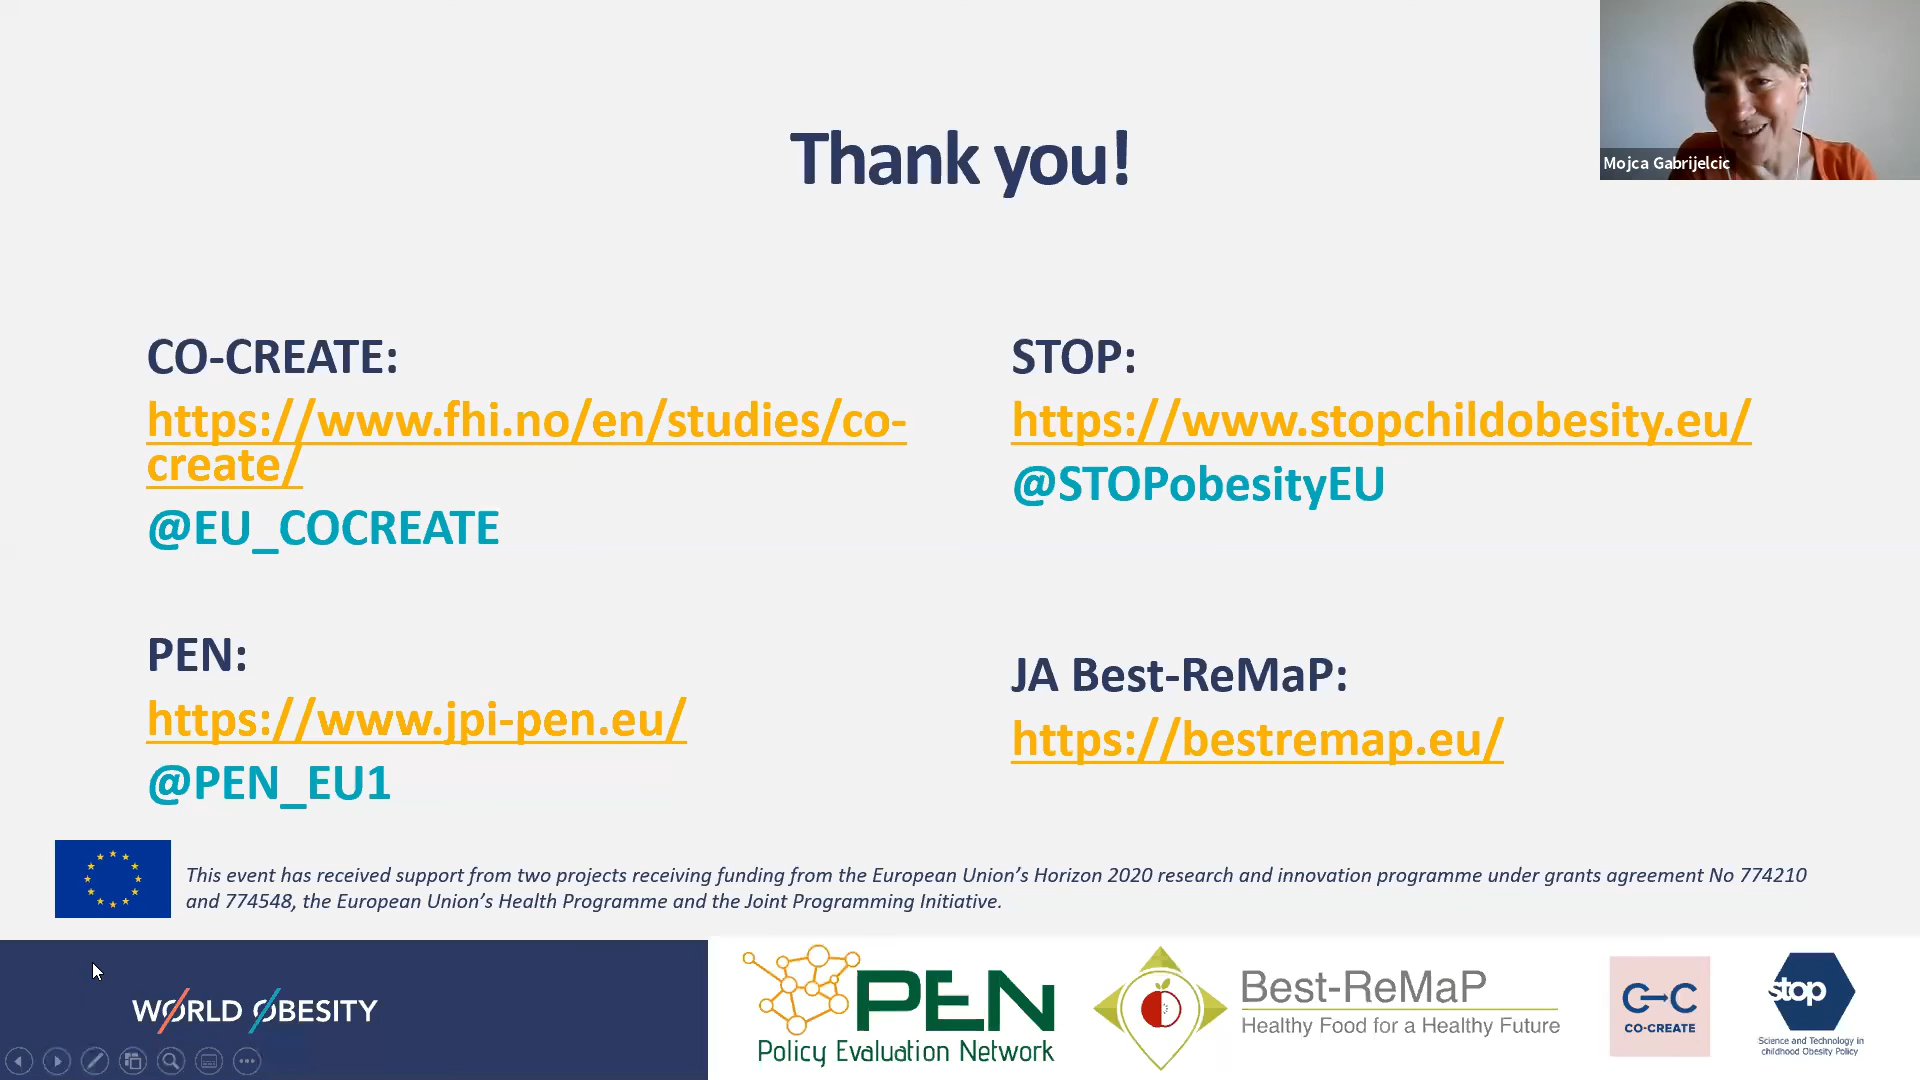 Thank you!
Mojca Gabrijelcic
CO-CREATE:
https://www.fhi.no/en/studies/co-
create/
@EU_COCREATE
STOP:
https://www.stopchildobesity.eu/
@STOPobesityEU
PEN:
https://www.jpi-pen.eu/
@PEN_EU1
JA Best-ReMaP:
https://bestremap.eu/
This event has received support from two projects receiving funding from the European Union's Horizon 2020 research and innovation programme under grants agreement No 774210
and 774548, the European Union's Health Programme and the Joint Programming Initiative.
WORLD OBESITY
PEN
Policy Evaluation Network
Best-ReMaP
Healthy Food for a Healthy Future
C C
CO-CREATE
stop
Science and Technology in
childhood Obesity Policy